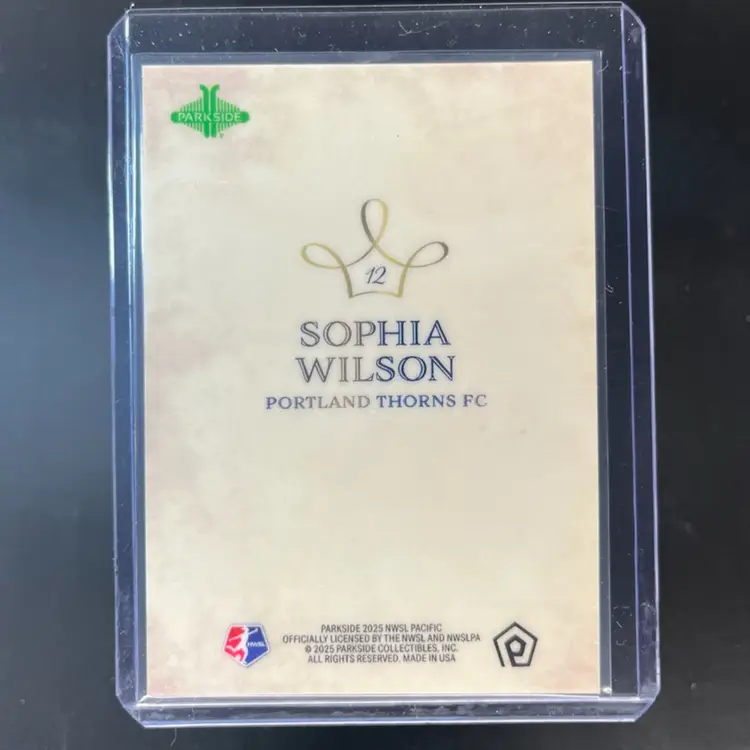 PARKSIDE
12
SOPHIA
WILSON
PORTLAND THORNS FC
NWSL
PARKSIDE 2025 NWSL PACIFIC
OFFICIALLY LICENSED BY THE NWSL AND NWSLPA
© 2025 PARKSIDE COLLECTIBLES, INC.
ALL RIGHTS RESERVED. MADE IN USA